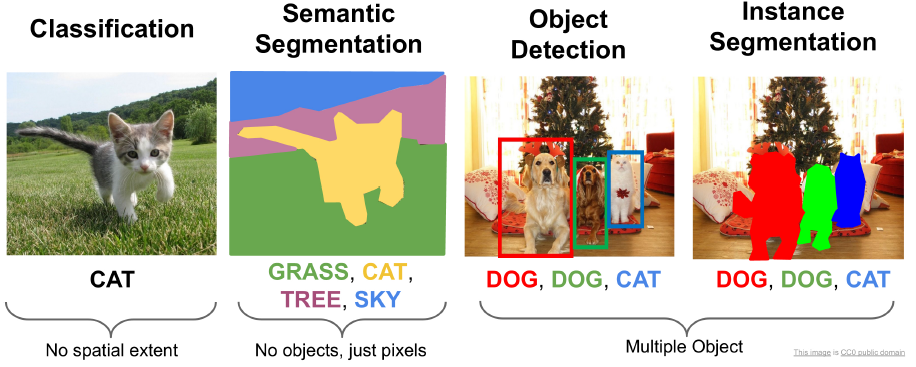 Classification
Semantic
Segmentation
Object
Detection
Instance
Segmentation
CAT
GRASS, CAT,
TREE, SKY
DOG, DOG, CAT
DOG, DOG, CAT
No spatial extent
No objects, just pixels
Multiple Object
This image is CC0 public domain